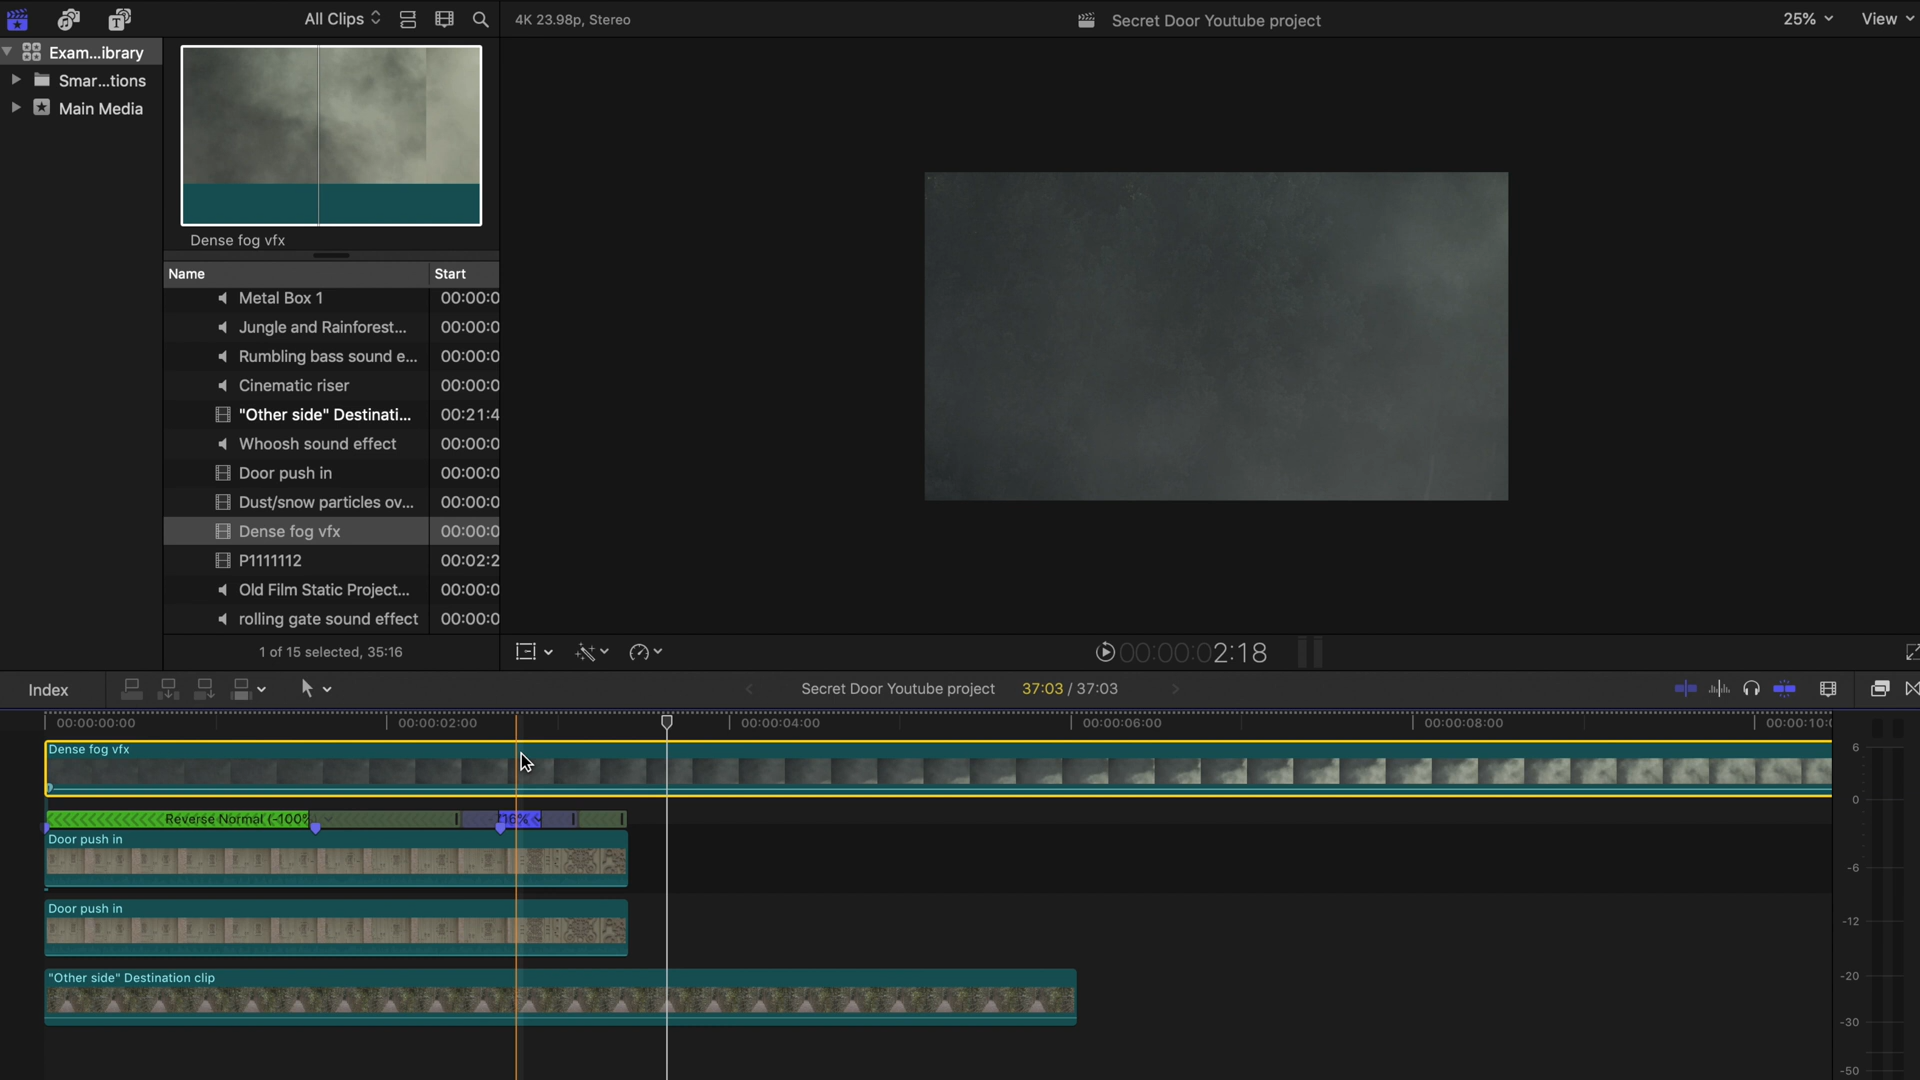 All Clips
4K 23.98p, Stereo
Secret Door Youtube project
25%
View
Exam...ibrary
Smar...tions
Main Media
Dense fog vfx
Name Start
Metal Box 1 00:00:0
Jungle and Rainforest... 00:00:0
Rumbling bass sound e... 00:00:0
Cinematic riser 00:00:0
"Other side" Destinati... 00:21:4
Whoosh sound effect 00:00:0
Door push in 00:00:0
Dust/snow particles ov... 00:00:0
Dense fog vfx 00:00:0
P1111112 00:02:2
Old Film Static Project... 00:00:0
rolling gate sound effect 00:00:0
1 of 15 selected, 35:16
00:00:02:18
Index
Secret Door Youtube project 37:03 / 37:03
00:00:00:00 00:00:02:00 00:00:04:00 00:00:06:00 00:00:08:00 00:00:10:
Dense fog vfx
Reverse Normal (-100%
Door push in
Door push in
"Other side" Destination clip
6
0
-6
-12
-20
-30
-50